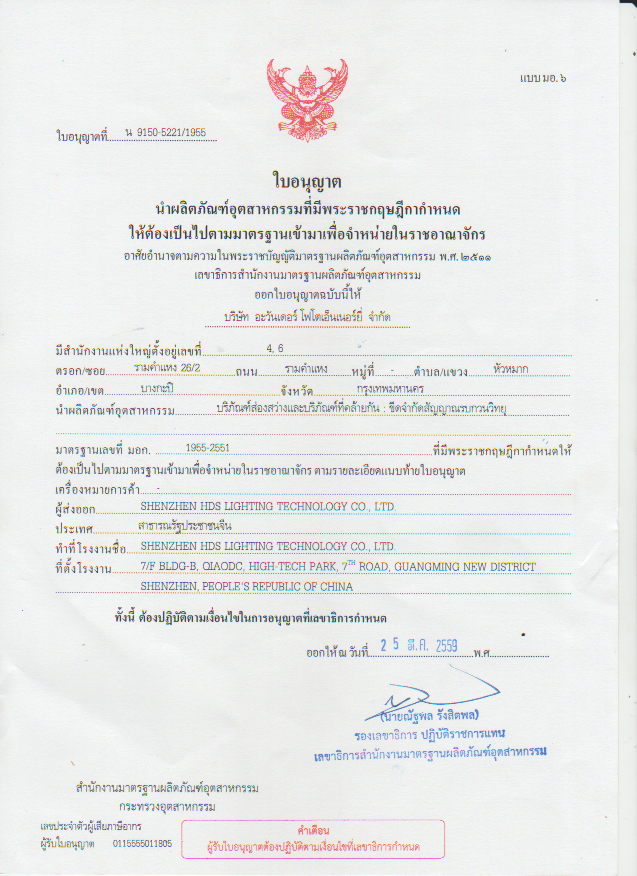 แบบ มอ. ๖
ใบอนุญาตที่ น 9150-5221/1955
ใบอนุญาต
นำผลิตภัณฑ์อุตสาหกรรมที่มีพระราชกฤษฎีกากำหนด
ให้ต้องเป็นไปตามมาตรฐานเข้ามาเพื่อจำหน่ายในราชอาณาจักร
อาศัยอำนาจตามความในพระราชบัญญัติมาตรฐานผลิตภัณฑ์อุตสาหกรรม พ.ศ. ๒๕๑๑
เลขาธิการสำนักงานมาตรฐานผลิตภัณฑ์อุตสาหกรรม
ออกใบอนุญาตฉบับนี้ให้
บริษัท อะวันเดอร์ โฟโตเอ็นเนอร์ยี่ จำกัด
มีสำนักงานแห่งใหญ่ตั้งอยู่เลขที่ 4, 6
ตรอก/ซอย รามคำแหง 26/2 ถนน รามคำแหง หมู่ที่ - ตำบล/แขวง หัวหมาก
อำเภอ/เขต บางกะปิ จังหวัด กรุงเทพมหานคร
นำผลิตภัณฑ์อุตสาหกรรม บริภัณฑ์ส่องสว่างและบริภัณฑ์ที่คล้ายกัน : ขีดจำกัดสัญญาณรบกวนวิทยุ
มาตรฐานเลขที่ มอก. 1955-2551 ที่มีพระราชกฤษฎีกากำหนดให้
ต้องเป็นไปตามมาตรฐานเข้ามาเพื่อจำหน่ายในราชอาณาจักร ตามรายละเอียดแนบท้ายใบอนุญาต
เครื่องหมายการค้า -
ผู้ส่งออก SHENZHEN HDS LIGHTING TECHNOLOGY CO., LTD.
ประเทศ สาธารณรัฐประชาชนจีน
ทำที่โรงงานชื่อ SHENZHEN HDS LIGHTING TECHNOLOGY CO., LTD.
ที่ตั้งโรงงาน 7/F BLDG-B, QIAODC, HIGH-TECH PARK, 7TH ROAD, GUANGMING NEW DISTRICT
SHENZHEN, PEOPLE'S REPUBLIC OF CHINA
ทั้งนี้ ต้องปฏิบัติตามเงื่อนไขในการอนุญาตที่เลขาธิการกำหนด
ออกให้ ณ วันที่ 25 มี.ค. 2559 พ.ศ.
(นายณัฐพล รังสิตพล)
รองเลขาธิการ ปฏิบัติราชการแทน
เลขาธิการสำนักงานมาตรฐานผลิตภัณฑ์อุตสาหกรรม
สำนักงานมาตรฐานผลิตภัณฑ์อุตสาหกรรม
กระทรวงอุตสาหกรรม
เลขประจำตัวผู้เสียภาษีอากร
ผู้รับใบอนุญาต 0115555011805
คำเตือน
ผู้รับใบอนุญาตต้องปฏิบัติตามเงื่อนไขที่เลขาธิการกำหนด